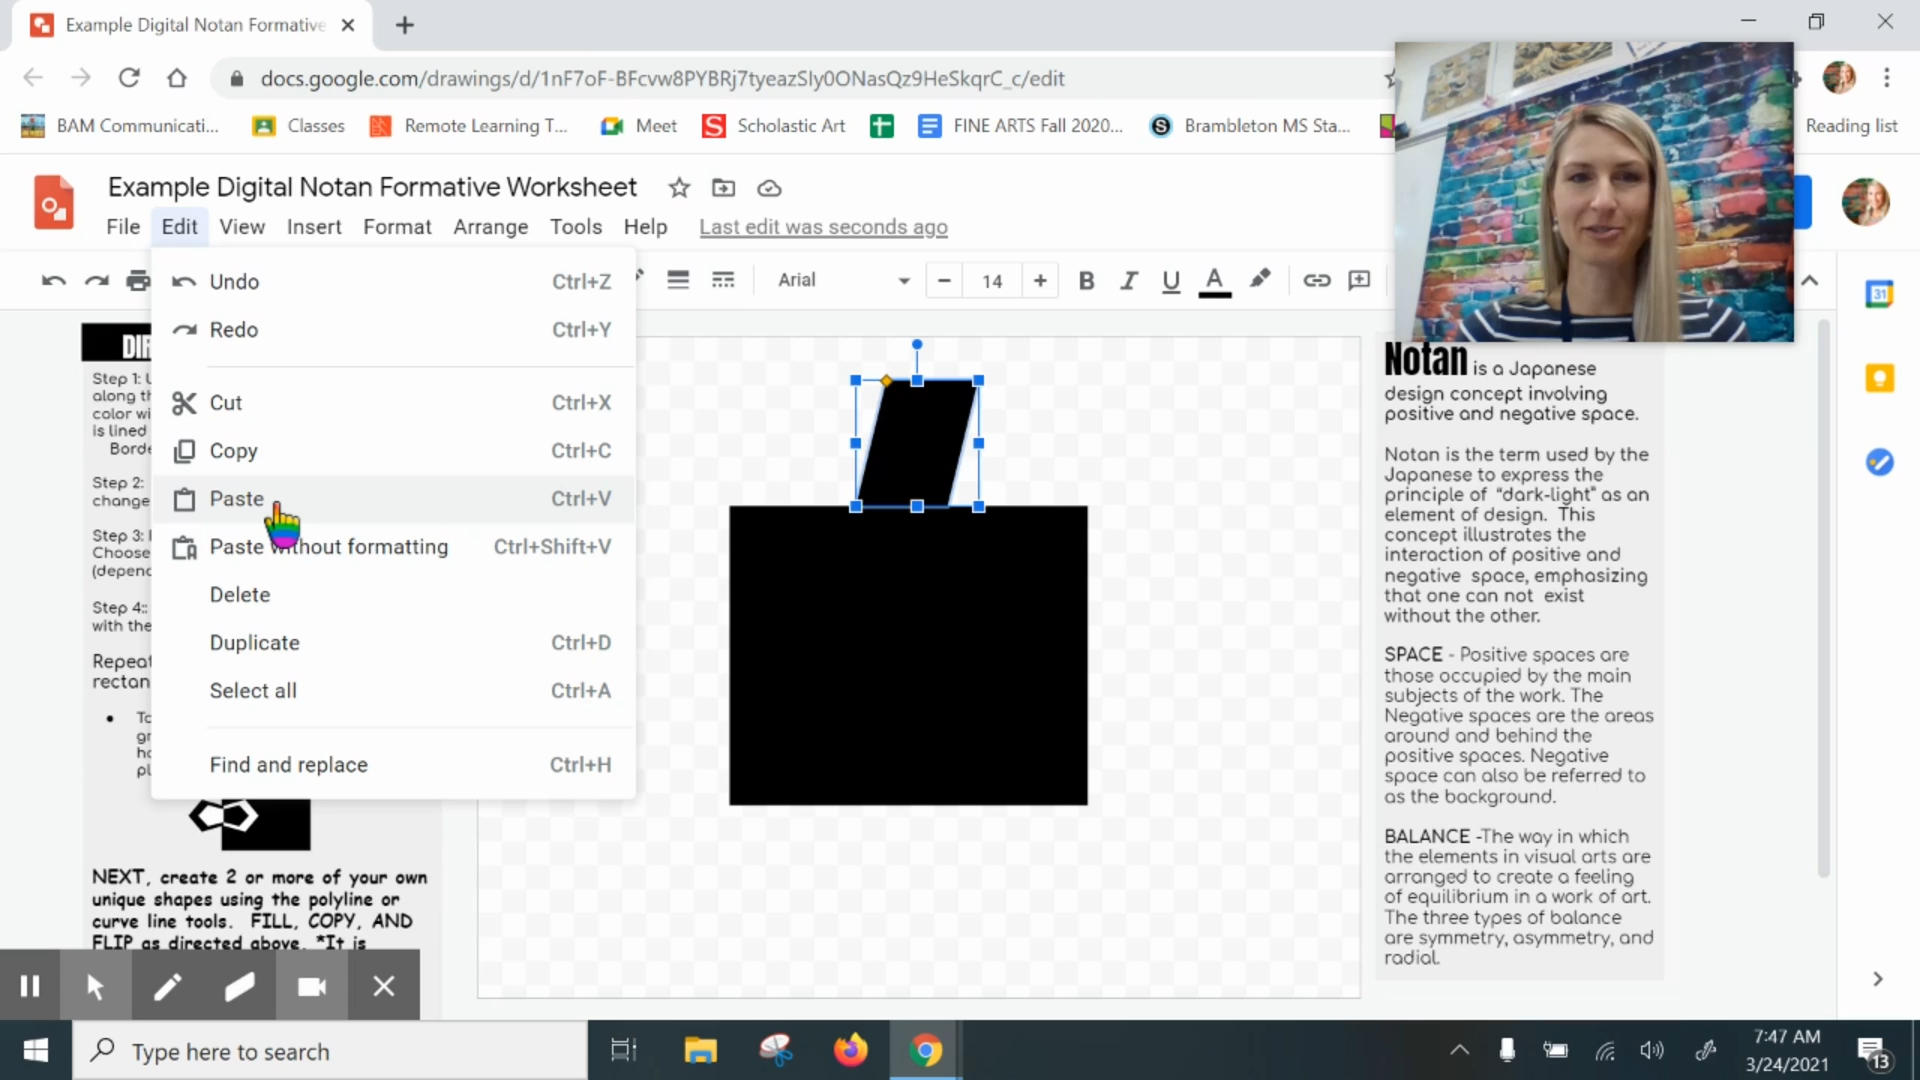 Example Digital Notan Formative
docs.google.com/drawings/d/1nF7oF-BFcvw8PYBRj7tyeazSly0ONasQz9HeSkqrC_c/edit
BAM Communicati...
Classes
Remote Learning T...
Meet
Scholastic Art
FINE ARTS Fall 2020...
Brambleton MS Sta...
Reading list
Example Digital Notan Formative Worksheet
File Edit View Insert Format Arrange Tools Help Last edit was seconds ago
Arial 14
31
Undo Ctrl+Z
Redo Ctrl+Y
Cut Ctrl+X
Copy Ctrl+C
Paste Ctrl+V
Paste without formatting Ctrl+Shift+V
Delete
Duplicate Ctrl+D
Select all Ctrl+A
Find and replace Ctrl+H
Step 1:
along
color
is lined
Step 2:
change
Step 3:
Choose
Step 4::
with the
NEXT, create 2 or more of your own
unique shapes using the polyline or
curve line tools. FILL, COPY, AND
FLIP as directed above. *It is
Notan is a Japanese
design concept involving
positive and negative space.
Notan is the term used by the
Japanese to express the
principle of "dark-light" as an
element of design. This
concept illustrates the
interaction of positive and
negative space, emphasizing
that one can not exist
without the other.
SPACE - Positive spaces are
those occupied by the main
subjects of the work. The
Negative spaces are the areas
around and behind the
positive spaces. Negative
space can also be referred to
as the background.
BALANCE -The way in which
the elements in visual arts are
arranged to create a feeling
of equilibrium in a work of art.
The three types of balance
are symmetry, asymmetry, and
radial.
Type here to search
7:47 AM
3/24/2021
13